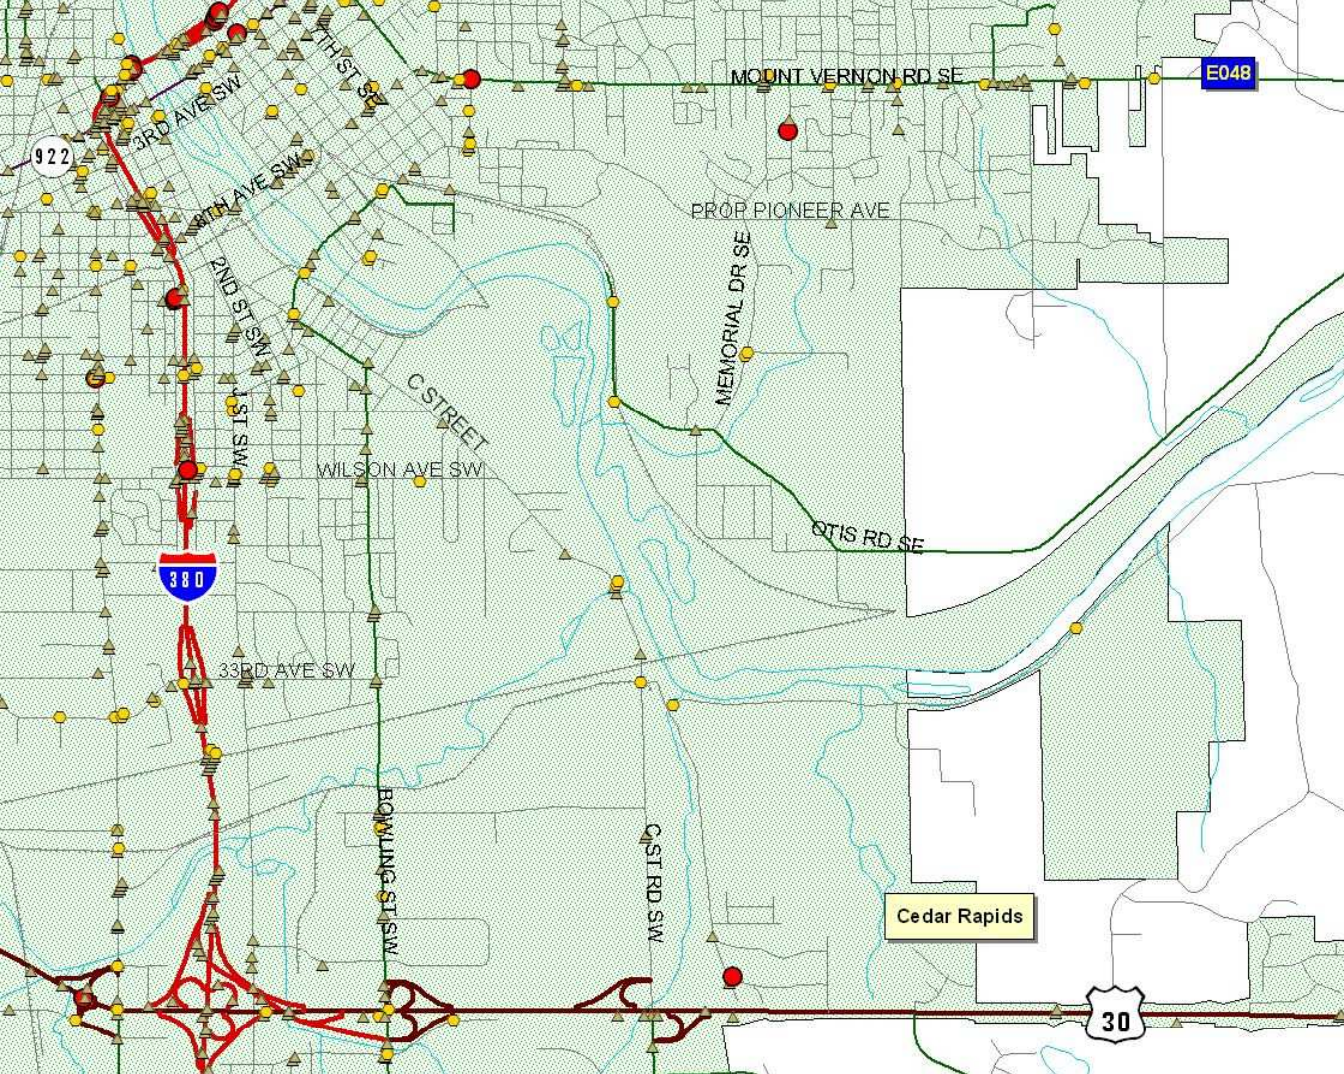 7TH ST SE
MOUNT VERNON RD SE
E048
3RD AVE SW
922
8TH AVE SW
PROP PIONEER AVE
2ND ST SW
MEMORIAL DR SE
C STREET
J ST SW
WILSON AVE SW
OTIS RD SE
380
33RD AVE SW
BOWLING ST SW
C ST RD SW
Cedar Rapids
30